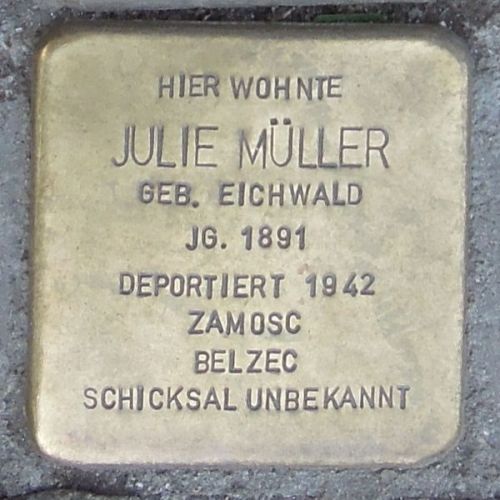 HIER WOHNTE
JULIE MÜLLER
GEB. EICHWALD
JG. 1891
DEPORTIERT 1942
ZAMOSC
BELZEC
SCHICKSAL UNBEKANNT